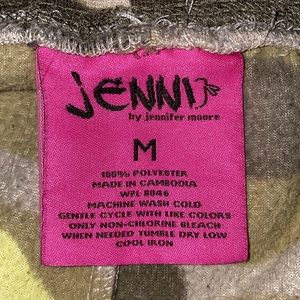 jENNI
by jennifer moore
M
100% POLYESTER
MADE IN CAMBODIA
WPL 8046
MACHINE WASH COLD
GENTLE CYCLE WITH LIKE COLORS
ONLY NON-CHLORINE BLEACH
WHEN NEEDED TUMBLE DRY LOW
COOL IRON